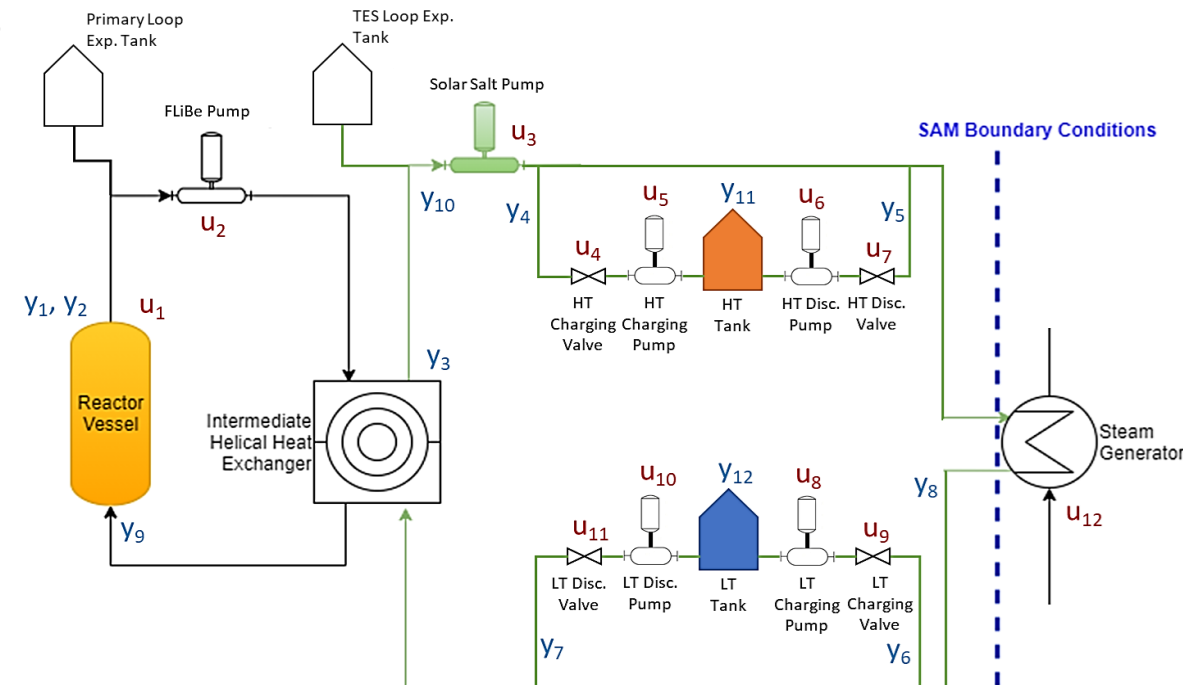 Primary Loop
Exp. Tank
TES Loop Exp.
Tank
FLiBe Pump
Solar Salt Pump
u3
SAM Boundary Conditions
u2
y10
y4
u5
y11
u6
y5
u4
u7
HT
Charging
Valve
HT
Charging
Pump
HT
Tank
HT Disc.
Pump
HT Disc.
Valve
y1, y2
u1
y3
Reactor
Vessel
Intermediate
Helical Heat
Exchanger
Steam
Generator
y8
u12
y9
u10
y12
u8
u11
u9
LT Disc.
Valve
LT Disc.
Pump
LT
Tank
LT
Charging
Pump
LT
Charging
Valve
y7
y6